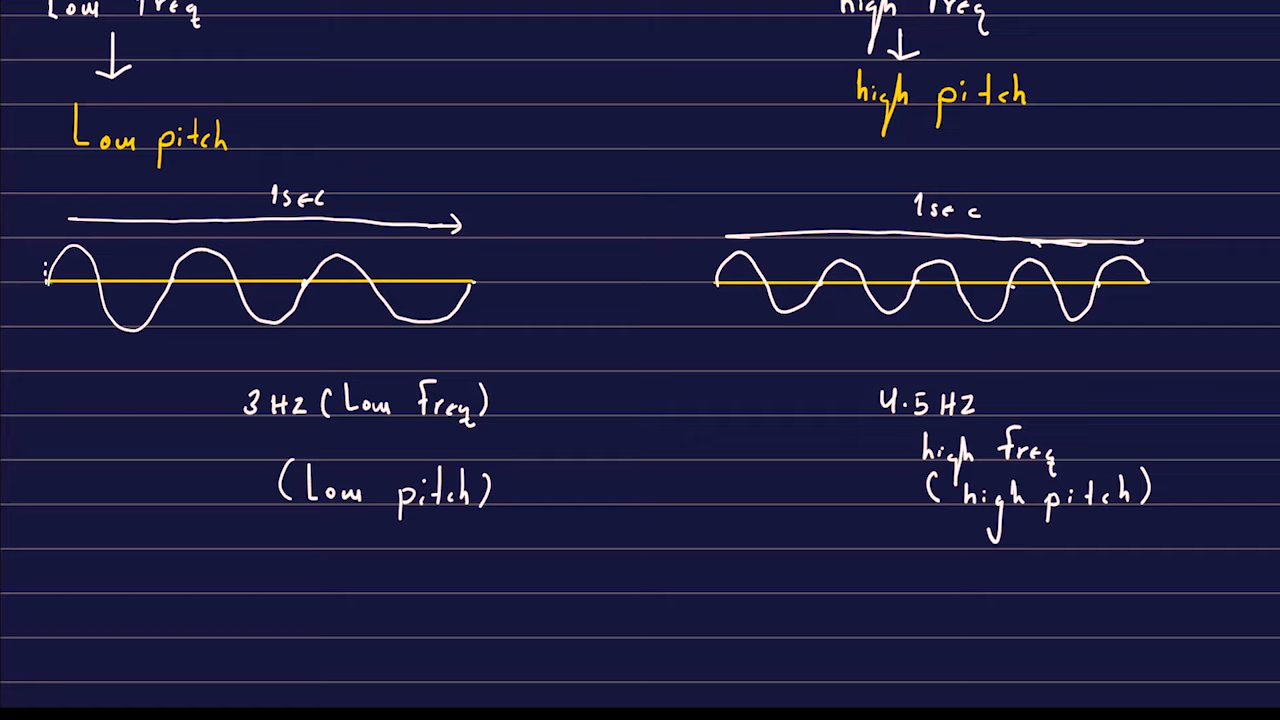 Low freq
Low pitch
1sec
3 HZ (Low freq)
(Low pitch)
high freq
high pitch
1sec
4.5 HZ
high freq
(high pitch)